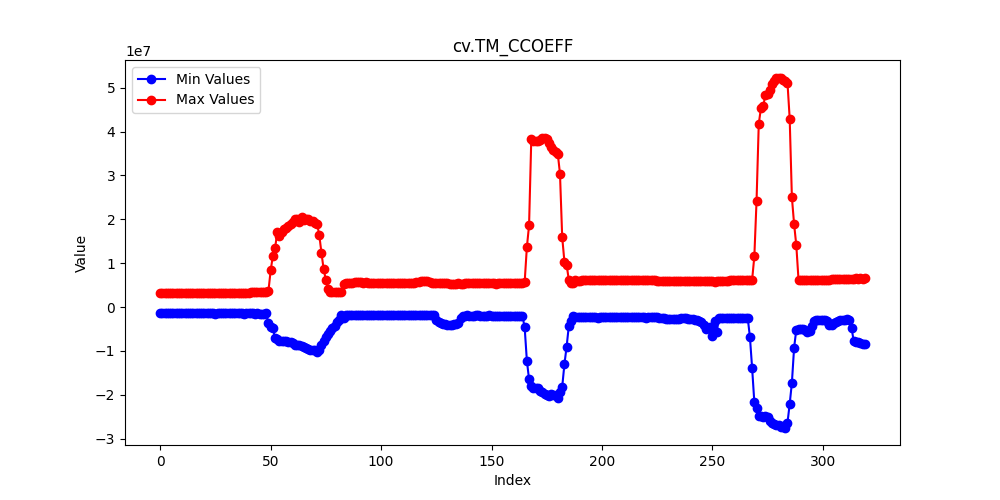 cv.TM_CCOEFF
1e7
Min Values
Max Values
5
4
3
2
1
0
−1
−2
−3
Value
0 50 100 150 200 250 300
Index